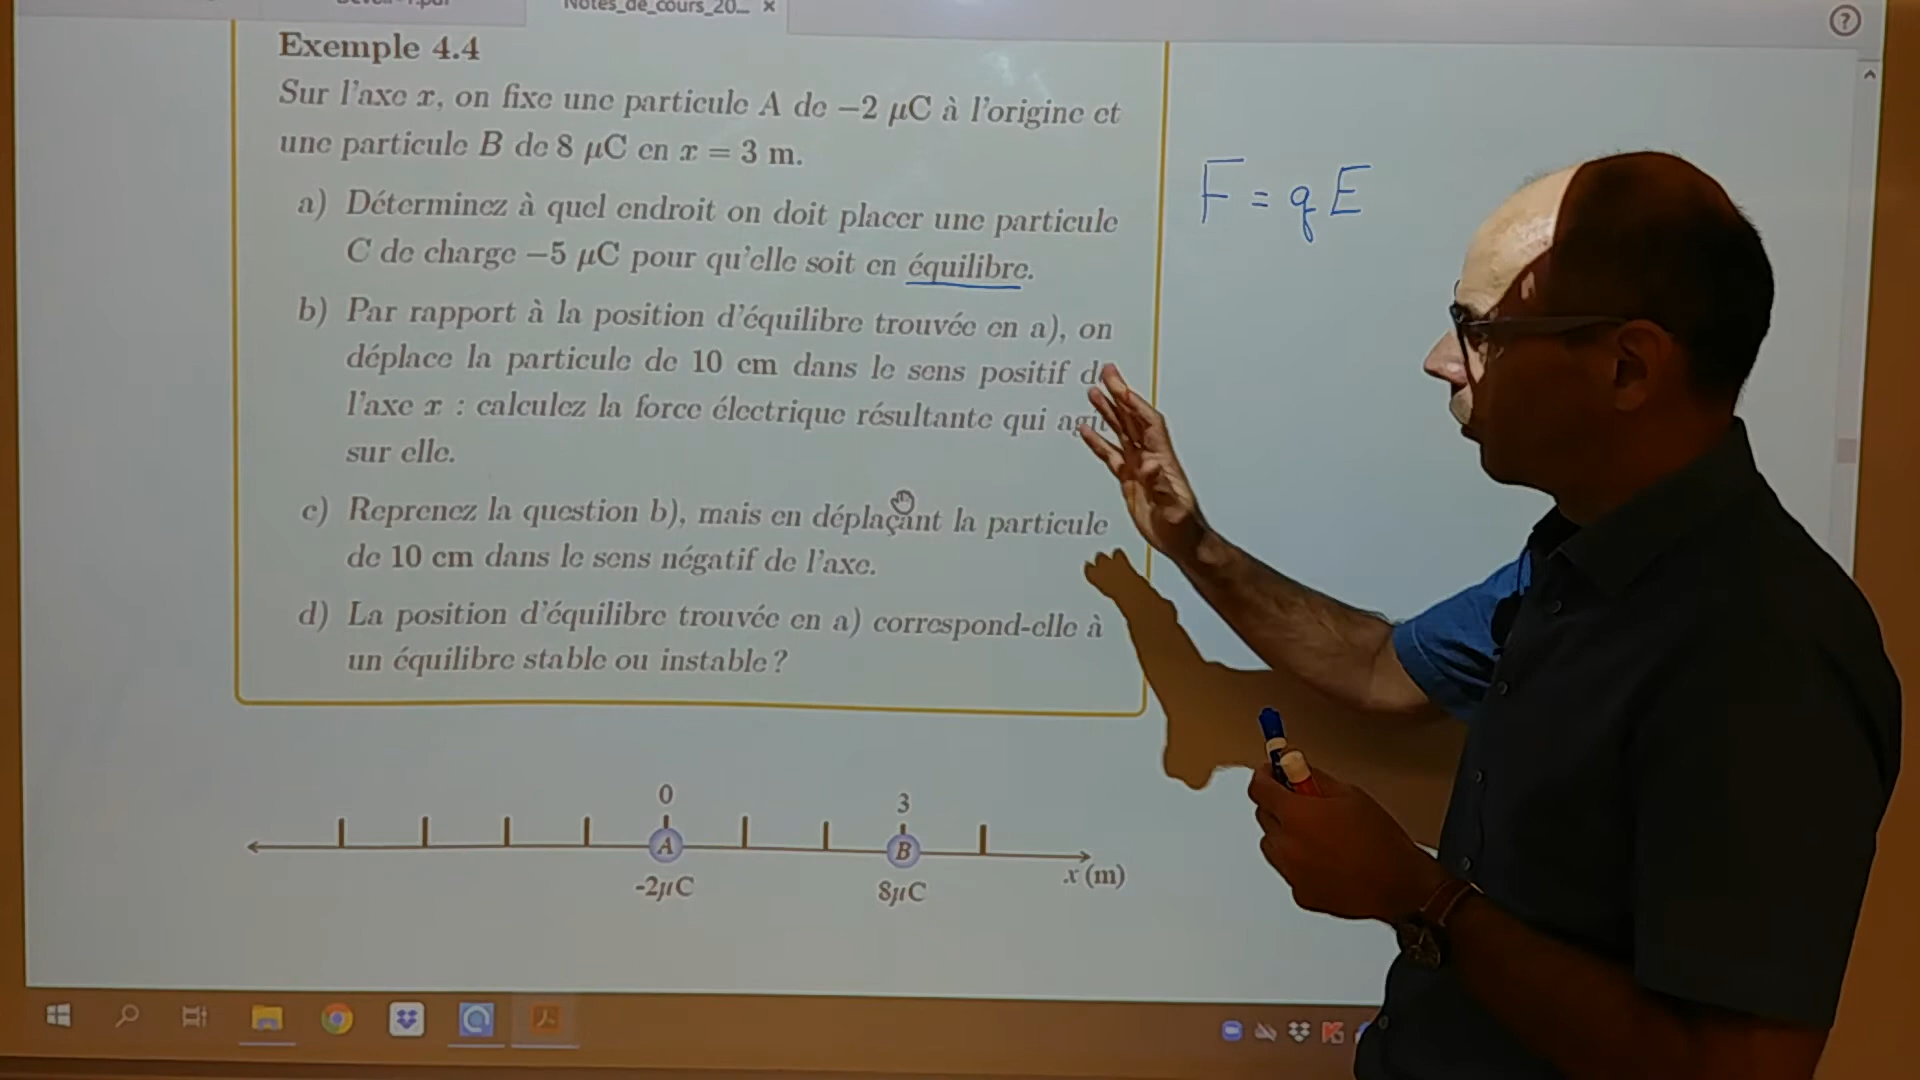 Notes_de_cours_20... ×
Exemple 4.4
Sur l'axe x, on fixe une particule A de −2 μC à l'origine et
une particule B de 8 μC en x = 3 m.
a) Déterminez à quel endroit on doit placer une particule
C de charge −5 μC pour qu'elle soit en équilibre.
b) Par rapport à la position d'équilibre trouvée en a), on
déplace la particule de 10 cm dans le sens positif
l'axe x : calculez la force électrique résultante qui
sur elle.
c) Reprenez la question b), mais en déplaçant la particule
de 10 cm dans le sens négatif de l'axe.
d) La position d'équilibre trouvée en a) correspond-elle à
un équilibre stable ou instable ?
F = qE
0 3
A B
x (m)
-2μC 8μC